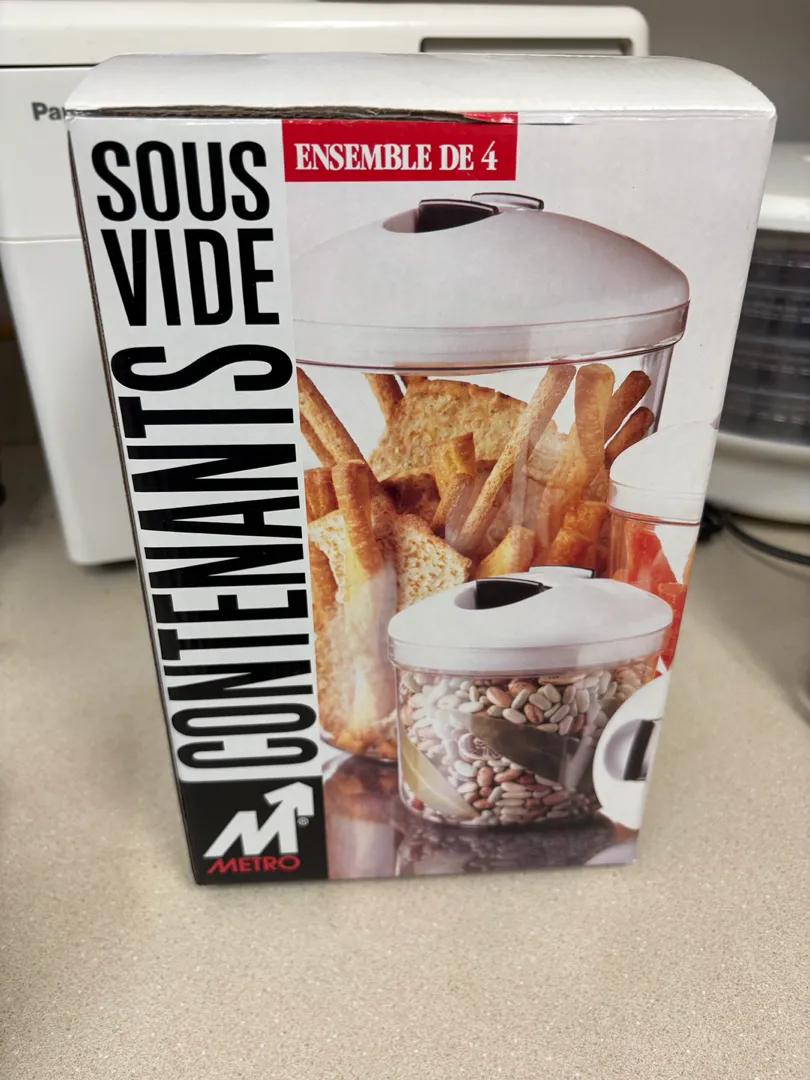 ENSEMBLE DE 4
SOUS
VIDE
CONTENANTS
M®
METRO